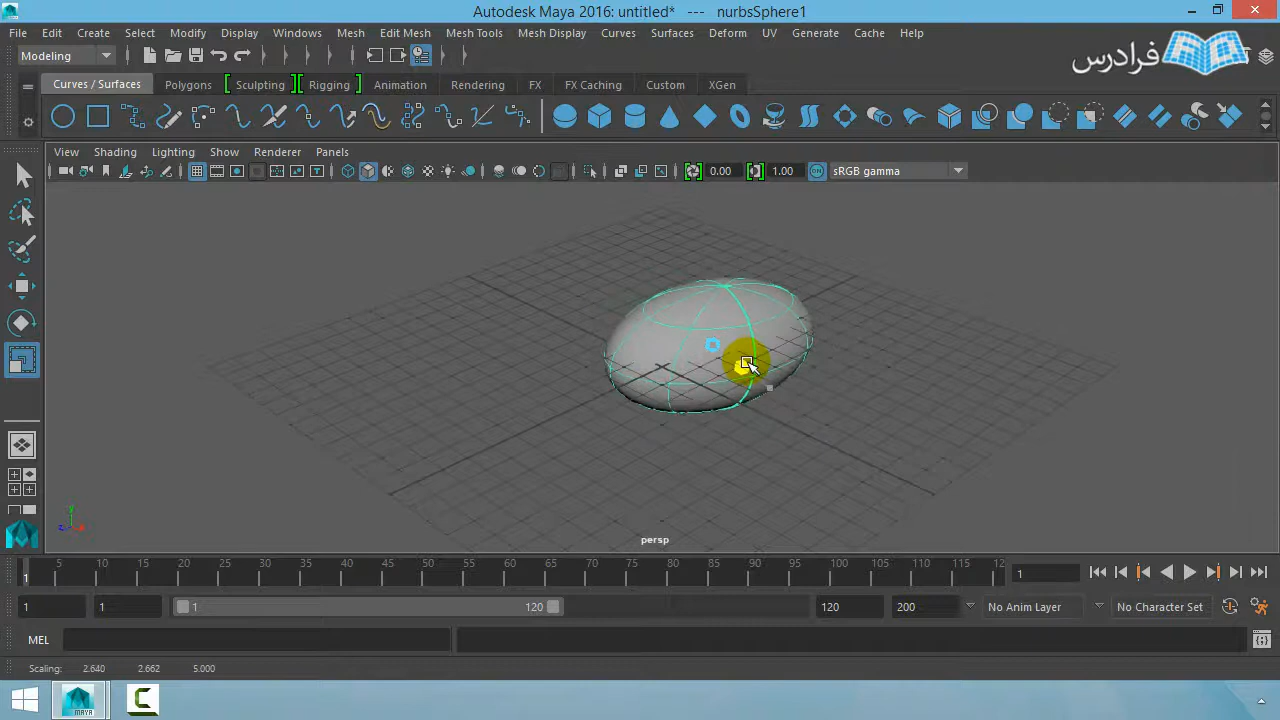 Autodesk Maya 2016: untitled* --- nurbsSphere1
File Edit Create Select Modify Display Windows Mesh Edit Mesh Mesh Tools Mesh Display Curves Surfaces Deform UV Generate Cache Help
Modeling
فرادرس
Curves / Surfaces Polygons Sculpting Rigging Animation Rendering FX FX Caching Custom XGen
View Shading Lighting Show Renderer Panels
0.00 1.00 ON sRGB gamma
y
z x
persp
5 10 15 20 25 30 35 40 45 50 55 60 65 70 75 80 85 90 95 100 105 110 115 12
1 1
1 1 1 120 120 200 No Anim Layer No Character Set
MEL
Scaling: 2.640 2.662 5.000
MAYA C